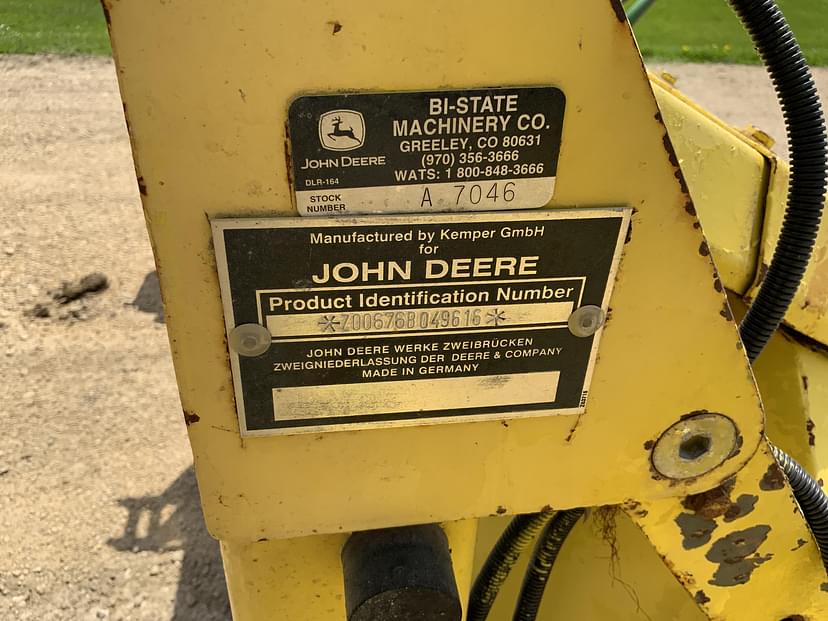 BI-STATE
MACHINERY CO.
GREELEY, CO 80631
(970) 356-3666
WATS: 1 800-848-3666
JOHN DEERE
DLR-164
STOCK
NUMBER
A 7046
Manufactured by Kemper GmbH
for
JOHN DEERE
Product Identification Number
*Z00676B049616*
JOHN DEERE WERKE ZWEIBRÜCKEN
ZWEIGNIEDERLASSUNG DER DEERE & COMPANY
MADE IN GERMANY